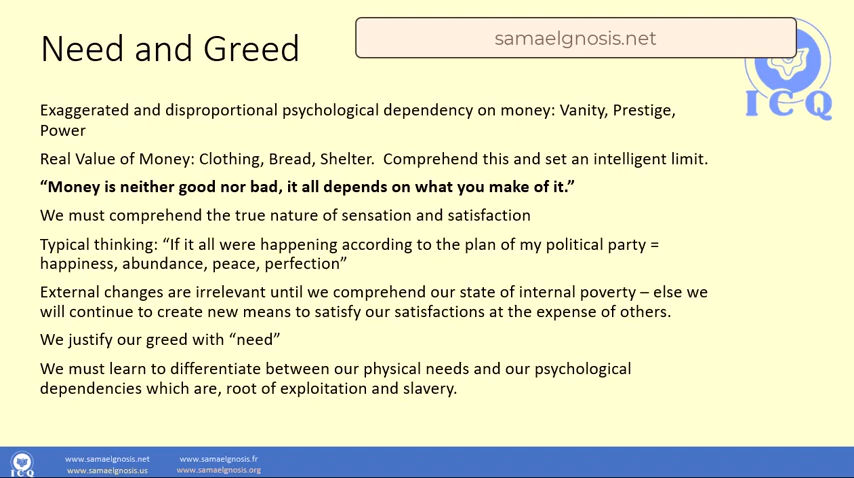 Need and Greed
samaelgnosis.net
I C Q
Exaggerated and disproportional psychological dependency on money: Vanity, Prestige,
Power
Real Value of Money: Clothing, Bread, Shelter.  Comprehend this and set an intelligent limit.
“Money is neither good nor bad, it all depends on what you make of it.”
We must comprehend the true nature of sensation and satisfaction
Typical thinking: “If it all were happening according to the plan of my political party =
happiness, abundance, peace, perfection”
External changes are irrelevant until we comprehend our state of internal poverty – else we
will continue to create new means to satisfy our satisfactions at the expense of others.
We justify our greed with “need”
We must learn to differentiate between our physical needs and our psychological
dependencies which are, root of exploitation and slavery.
www.samaelgnosis.net www.samaelgnosis.fr
www.samaelgnosis.us www.samaelgnosis.org
ICQ